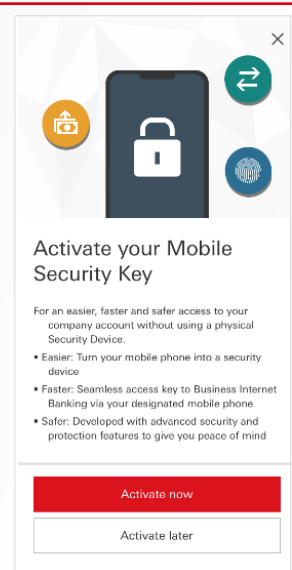 Activate your Mobile
Security Key
For an easier, faster and safer access to your
company account without using a physical
Security Device.
• Easier: Turn your mobile phone into a security
device
• Faster: Seamless access key to Business Internet
Banking via your designated mobile phone
• Safer: Developed with advanced security and
protection features to give you peace of mind
Activate now
Activate later